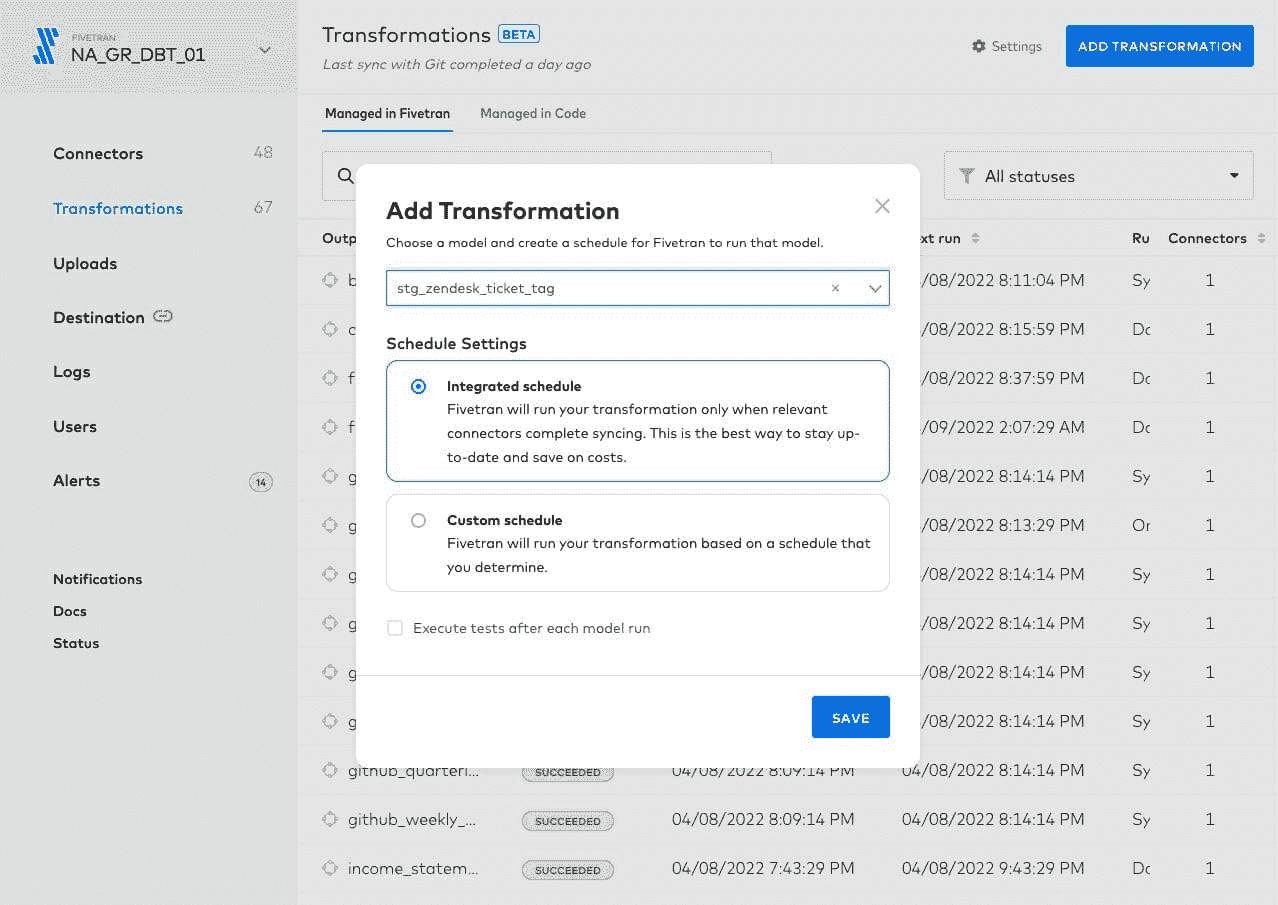 FIVETRAN
NA_GR_DBT_01
Connectors 48
Transformations 67
Uploads
Destination
Logs
Users
Alerts 14
Notifications
Docs
Status
Transformations BETA
Last sync with Git completed a day ago
Settings
ADD TRANSFORMATION
Managed in Fivetran Managed in Code
All statuses
Outp xt run Ru Connectors
b /08/2022 8:11:04 PM Sy 1
c /08/2022 8:15:59 PM Dc 1
f /08/2022 8:37:59 PM Dc 1
f /09/2022 2:07:29 AM Dc 1
g /08/2022 8:14:14 PM Sy 1
g /08/2022 8:13:29 PM Or 1
g /08/2022 8:14:14 PM Sy 1
g /08/2022 8:14:14 PM Sy 1
g /08/2022 8:14:14 PM Sy 1
g /08/2022 8:14:14 PM Sy 1
github_quarterl... SUCCEEDED 04/08/2022 8:09:14 PM 04/08/2022 8:14:14 PM Sy 1
github_weekly_... SUCCEEDED 04/08/2022 8:09:14 PM 04/08/2022 8:14:14 PM Sy 1
income_statem... SUCCEEDED 04/08/2022 7:43:29 PM 04/08/2022 9:43:29 PM Dc 1
Add Transformation
Choose a model and create a schedule for Fivetran to run that model.
stg_zendesk_ticket_tag
Schedule Settings
Integrated schedule
Fivetran will run your transformation only when relevant
connectors complete syncing. This is the best way to stay up-
to-date and save on costs.
Custom schedule
Fivetran will run your transformation based on a schedule that
you determine.
Execute tests after each model run
SAVE